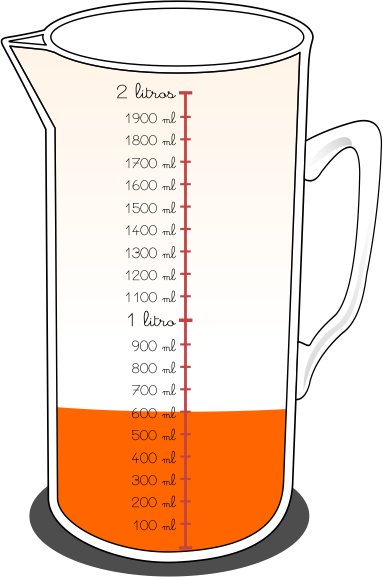 2 litros
1900 ml
1800 ml
1700 ml
1600 ml
1500 ml
1400 ml
1300 ml
1200 ml
1100 ml
1 litro
900 ml
800 ml
700 ml
600 ml
500 ml
400 ml
300 ml
200 ml
100 ml